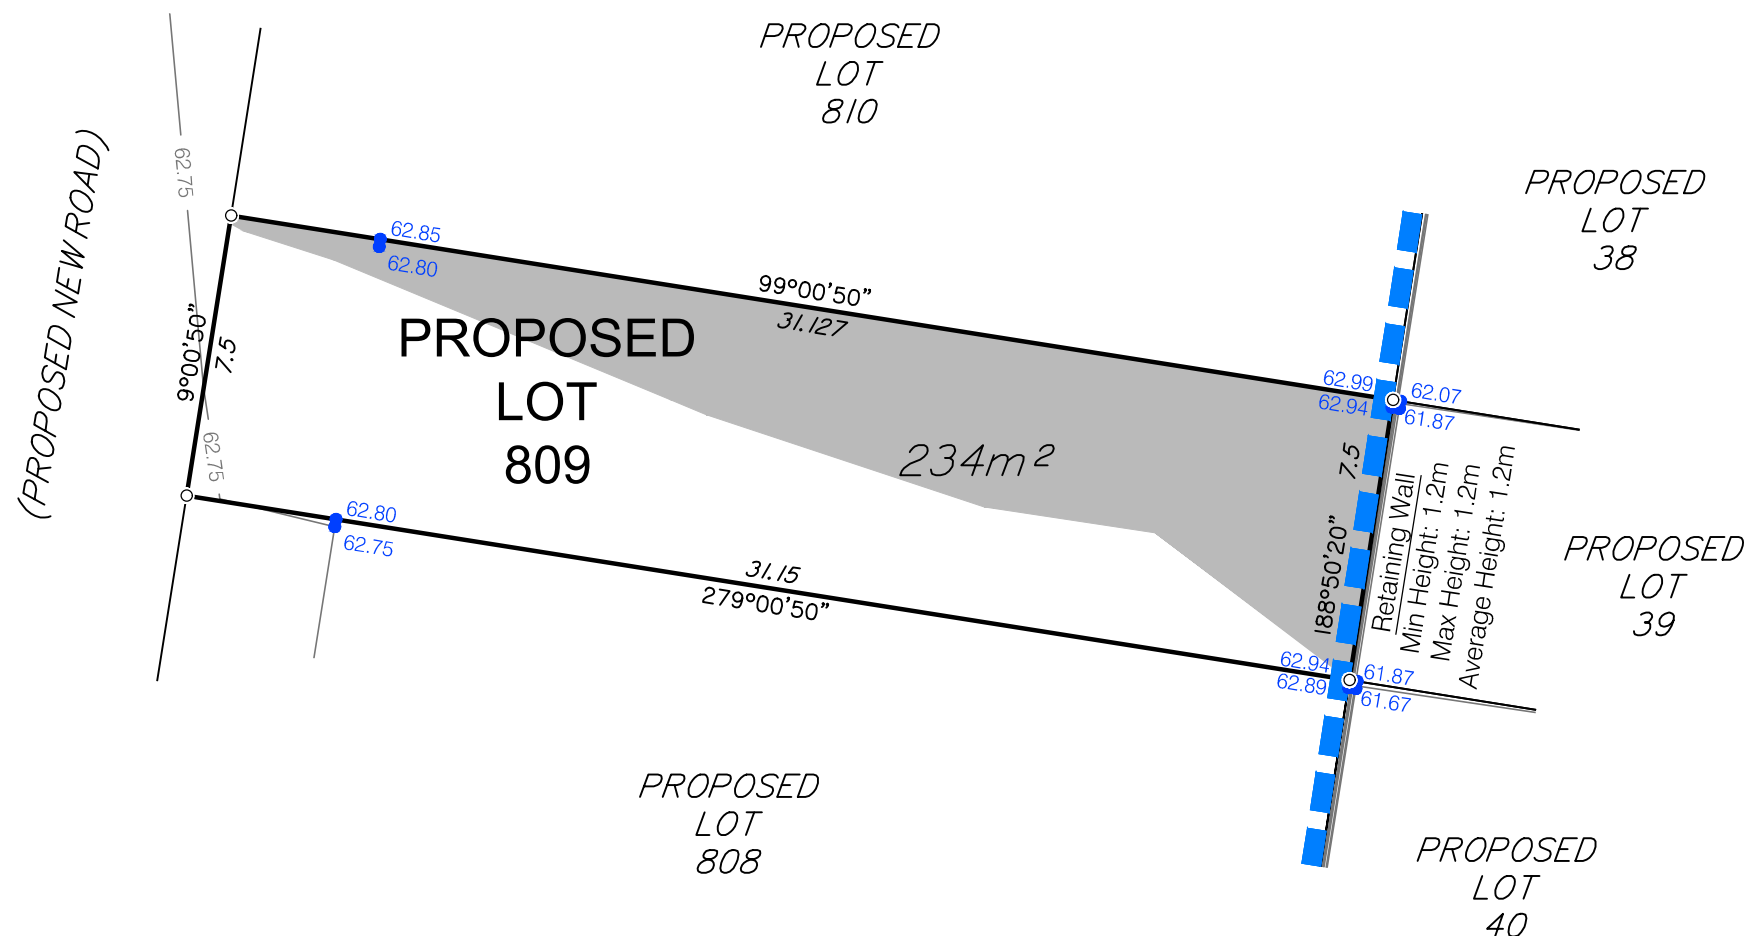 PROPOSED
LOT
810
PROPOSED
LOT
38
(PROPOSED NEW ROAD)
62.75
62.85
62.80
99°00'50"
31.127
9°00'50"
7.5
PROPOSED
LOT
809
234m²
62.99
62.94
62.07
61.87
7.5
188°50'20"
Retaining Wall
Min Height: 1.2m
Max Height: 1.2m
Average Height: 1.2m
PROPOSED
LOT
39
62.75
62.80
62.75
31.15
279°00'50"
62.94
62.89
61.87
61.67
PROPOSED
LOT
808
PROPOSED
LOT
40